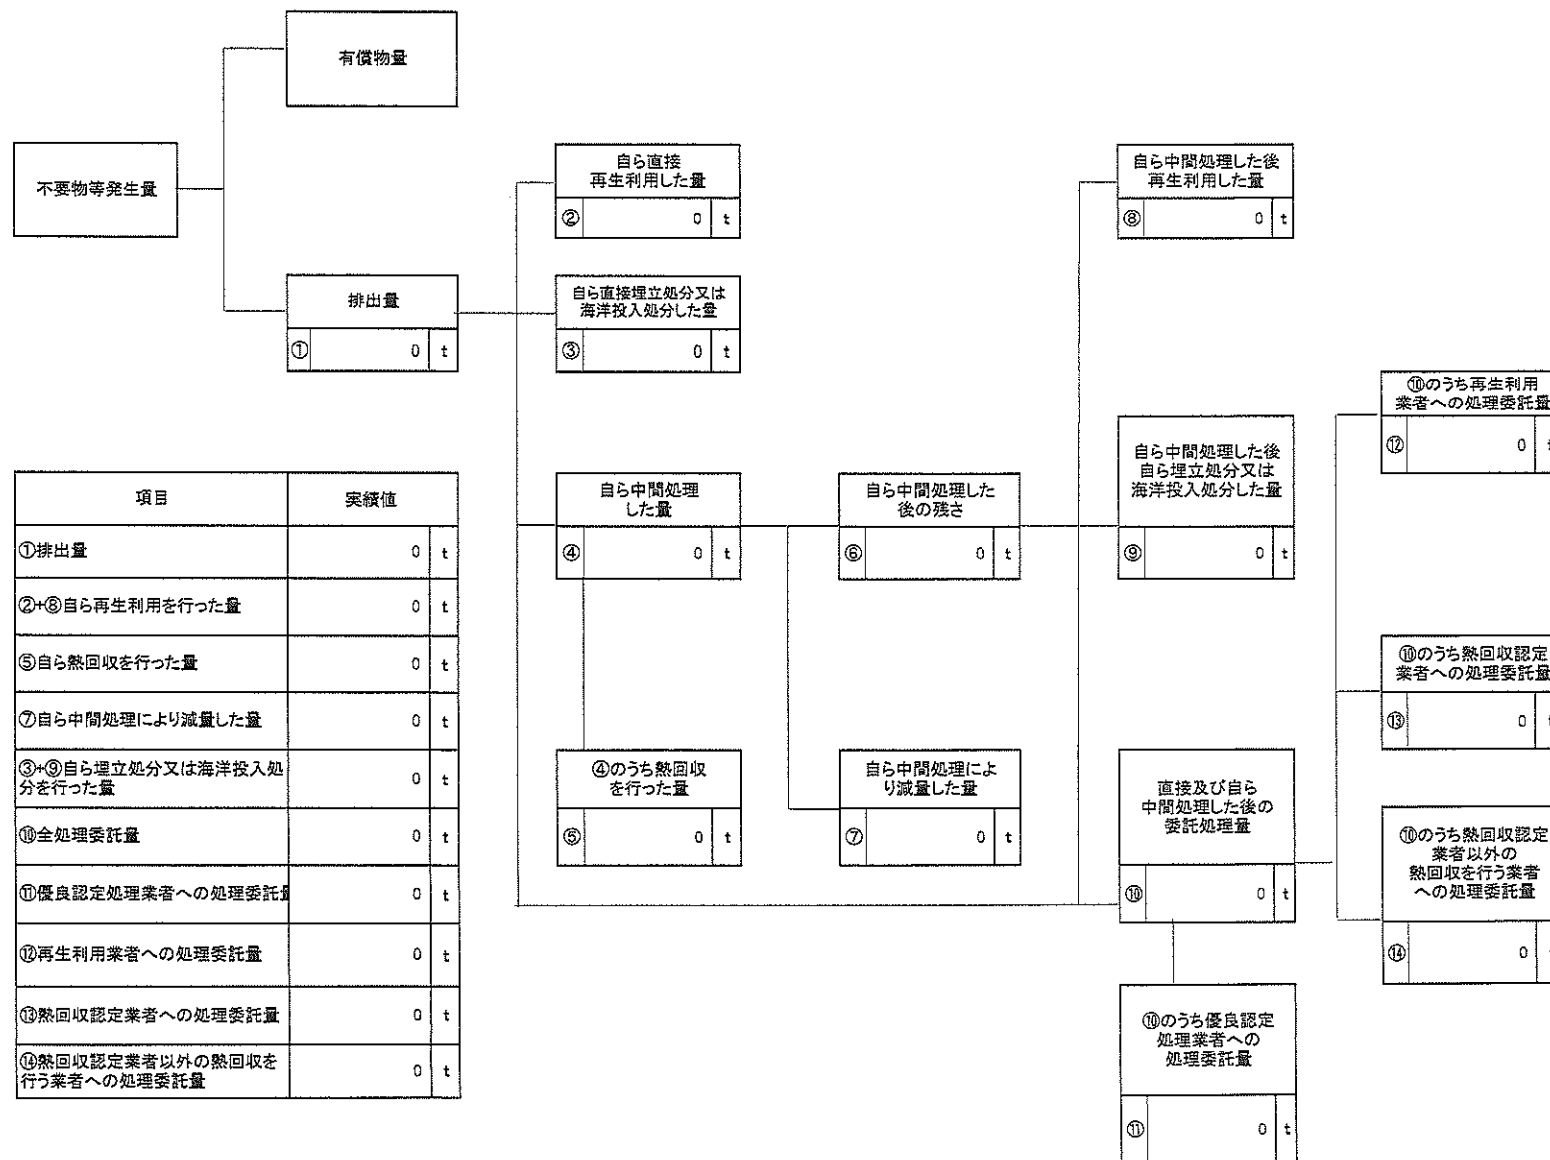 有償物量
不要物等発生量
排出量
① 0 t
自ら直接
再生利用した量
② 0 t
自ら直接埋立処分又は
海洋投入処分した量
③ 0 t
自ら中間処理
した量
④ 0 t
④のうち熱回収
を行った量
⑤ 0 t
自ら中間処理した
後の残さ
⑥ 0 t
自ら中間処理によ
り減量した量
⑦ 0 t
自ら中間処理した後
再生利用した量
⑧ 0 t
自ら中間処理した後
自ら埋立処分又は
海洋投入処分した量
⑨ 0 t
直接及び自ら
中間処理した後の
委託処理量
⑩ 0 t
⑩のうち優良認定
処理業者への
処理委託量
⑪ 0 t
⑩のうち再生利用
業者への処理委託量
⑫ 0 t
⑩のうち熱回収認定
業者への処理委託量
⑬ 0 t
⑩のうち熱回収認定
業者以外の
熱回収を行う業者
への処理委託量
⑭ 0
項目 実績値
①排出量 0 t
②+⑧自ら再生利用を行った量 0 t
⑤自ら熱回収を行った量 0 t
⑦自ら中間処理により減量した量 0 t
③+⑨自ら埋立処分又は海洋投入処
分を行った量 0 t
⑩全処理委託量 0 t
⑪優良認定処理業者への処理委託量 0 t
⑫再生利用業者への処理委託量 0 t
⑬熱回収認定業者への処理委託量 0 t
⑭熱回収認定業者以外の熱回収を
行う業者への処理委託量 0 t